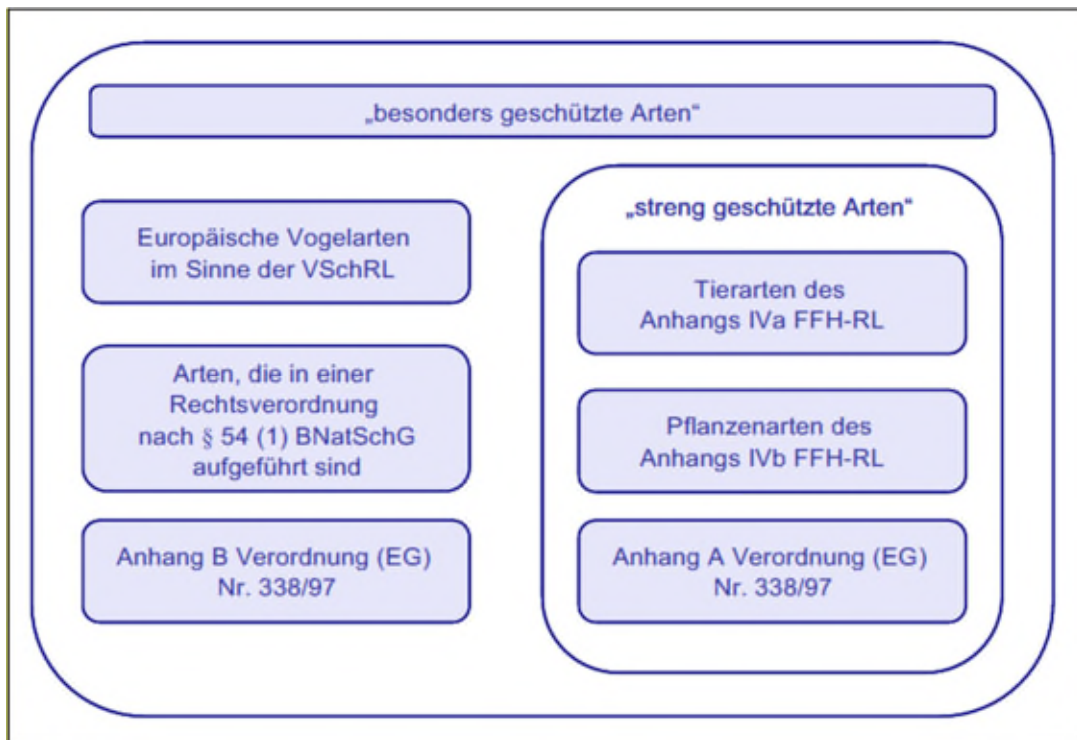 „besonders geschützte Arten“
Europäische Vogelarten
im Sinne der VSchRL
Arten, die in einer
Rechtsverordnung
nach § 54 (1) BNatSchG
aufgeführt sind
Anhang B Verordnung (EG)
Nr. 338/97
„streng geschützte Arten“
Tierarten des
Anhangs IVa FFH-RL
Pflanzenarten des
Anhangs IVb FFH-RL
Anhang A Verordnung (EG)
Nr. 338/97